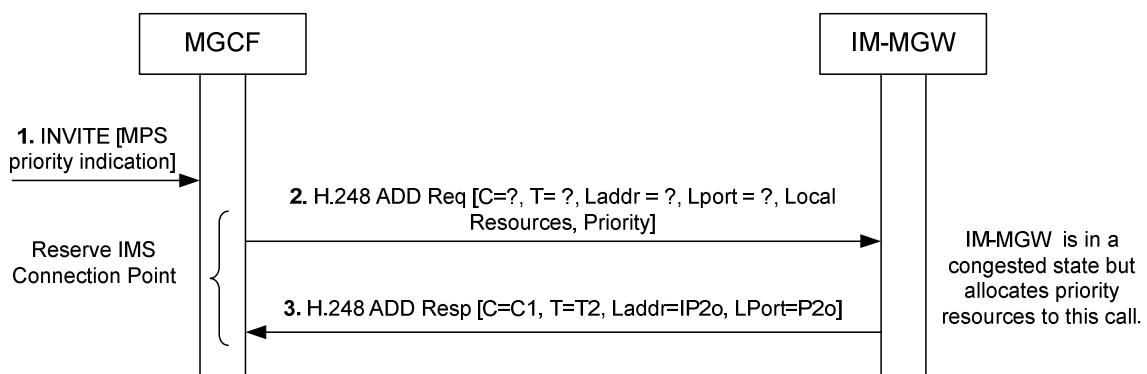 MGCF
IM-MGW
1. INVITE [MPS
priority indication]
2. H.248 ADD Req [C=?, T= ?, Laddr = ?, Lport = ?, Local
Resources, Priority]
Reserve IMS
Connection Point
IM-MGW is in a
congested state but
allocates priority
resources to this call.
3. H.248 ADD Resp [C=C1, T=T2, Laddr=IP2o, LPort=P2o]